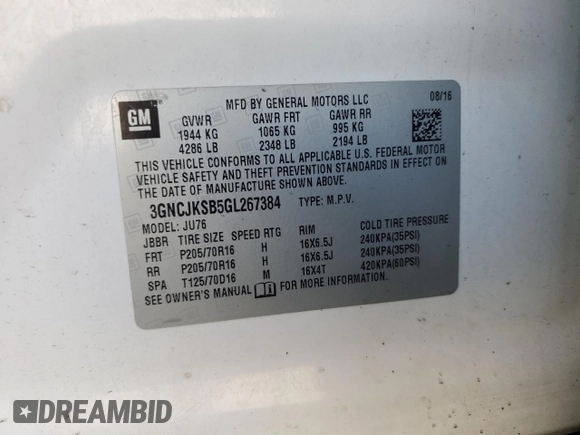 GM
MFD BY GENERAL MOTORS LLC
08/16
GVWR GAWR FRT GAWR RR
1944 KG 1065 KG 995 KG
4286 LB 2348 LB 2194 LB
THIS VEHICLE CONFORMS TO ALL APPLICABLE U.S. FEDERAL MOTOR
VEHICLE SAFETY AND THEFT PREVENTION STANDARDS IN EFFECT ON
THE DATE OF MANUFACTURE SHOWN ABOVE.
3GNCJKSB5GL267384 TYPE: M.P.V.
MODEL: JU76
JBBR TIRE SIZE SPEED RTG RIM COLD TIRE PRESSURE
FRT P205/70R16 H 16X6.5J 240KPA(35PSI)
RR P205/70R16 H 16X6.5J 240KPA(35PSI)
SPA T125/70D16 M 16X4T 420KPA(60PSI)
SEE OWNER'S MANUAL FOR MORE INFORMATION.
DREAMBID